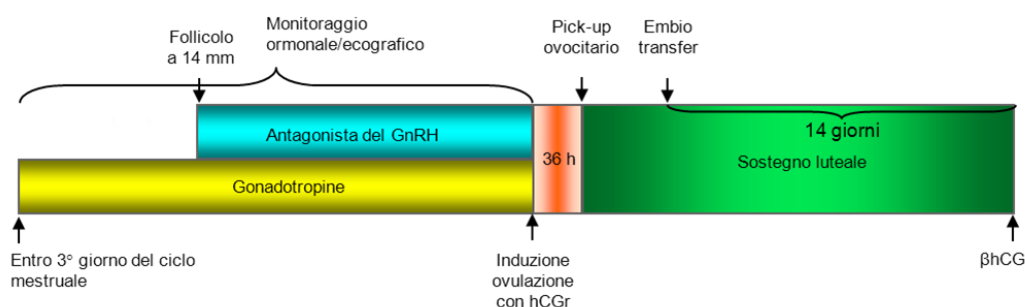 Follicolo
a 14 mm
Monitoraggio
ormonale/ecografico
Pick-up
ovocitario
Embio
transfer
Antagonista del GnRH
Gonadotropine
36 h
14 giorni
Sostegno luteale
Entro 3° giorno del ciclo
mestruale
Induzione
ovulazione
con hCGr
βhCG